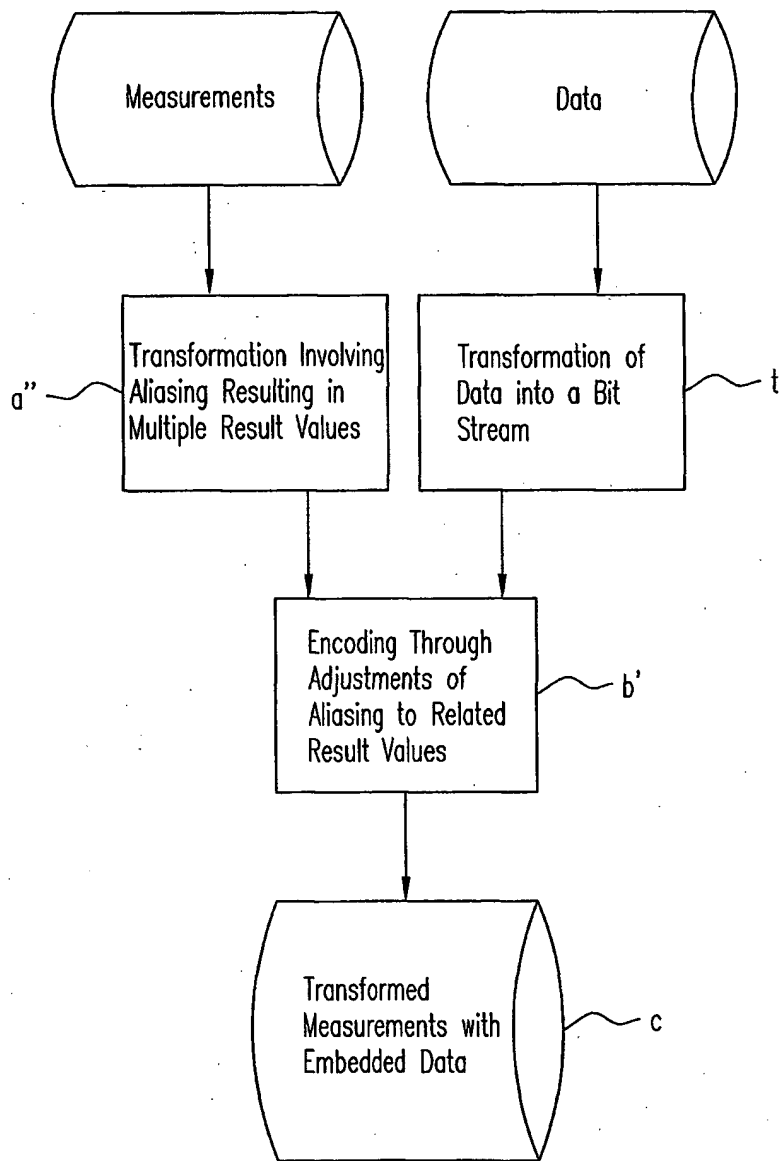 Measurements
Data
Transformation Involving
Aliasing Resulting in
Multiple Result Values
a''
Transformation of
Data into a Bit
Stream
t
Encoding Through
Adjustments of
Aliasing to Related
Result Values
b'
Transformed
Measurements with
Embedded Data
c